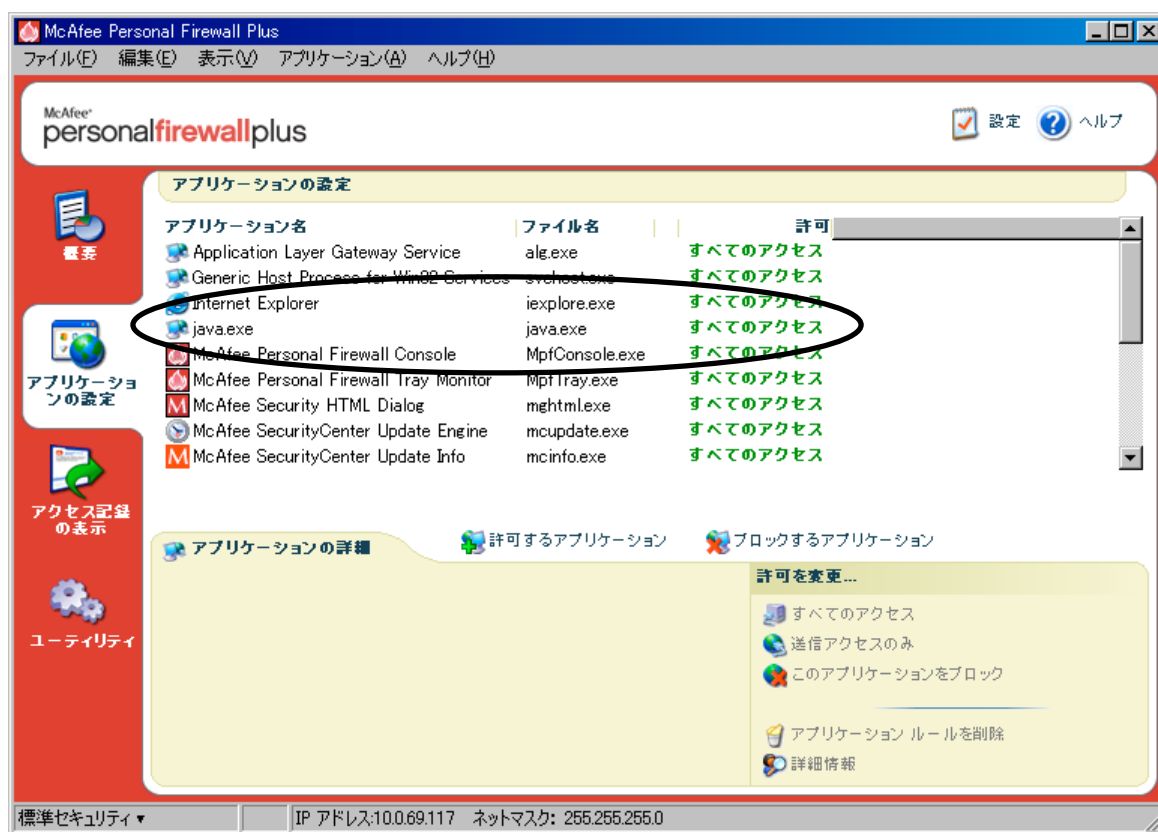 McAfee Personal Firewall Plus
ファイル(F) 編集(E) 表示(V) アプリケーション(A) ヘルプ(H)
McAfee
personalfirewallplus
設定 ヘルプ
アプリケーションの設定
アプリケーション名 ファイル名 許可
Application Layer Gateway Service alg.exe すべてのアクセス
Generic Host Process for Win32 Services svchost.exe すべてのアクセス
Internet Explorer iexplore.exe すべてのアクセス
java.exe java.exe すべてのアクセス
McAfee Personal Firewall Console MpfConsole.exe すべてのアクセス
McAfee Personal Firewall Tray Monitor MpfTray.exe すべてのアクセス
McAfee Security HTML Dialog mghtml.exe すべてのアクセス
McAfee SecurityCenter Update Engine mcupdate.exe すべてのアクセス
McAfee SecurityCenter Update Info mcinfo.exe すべてのアクセス
概要
アプリケーショ
ンの設定
アクセス記録
の表示
ユーティリティ
アプリケーションの詳細
許可するアプリケーション ブロックするアプリケーション
許可を変更...
すべてのアクセス
送信アクセスのみ
このアプリケーションをブロック
アプリケーション ルールを削除
詳細情報
標準セキュリティ IP アドレス:10.0.69.117 ネットマスク: 255.255.255.0